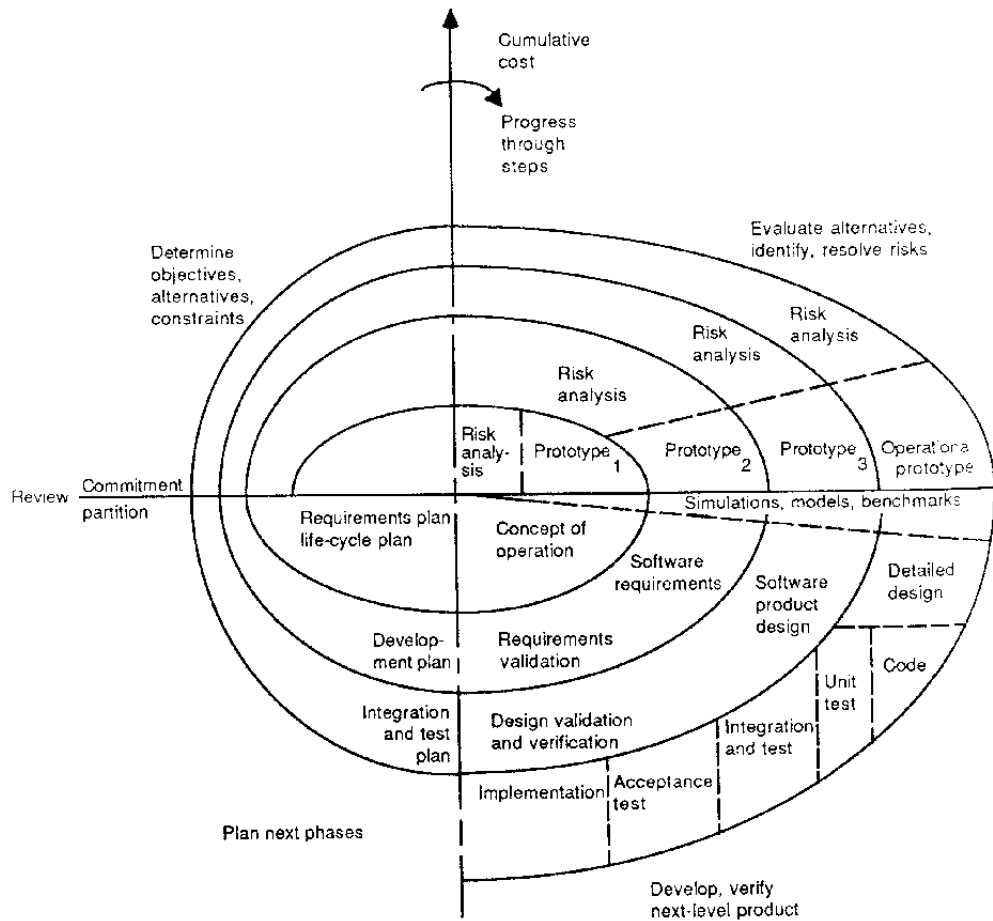 Cumulative
cost
Progress
through
steps
Evaluate alternatives,
identify, resolve risks
Determine
objectives,
alternatives,
constraints
Risk
analysis
Risk
analysis
Risk
analysis
Risk
analy-
sis
Prototype
1
Prototype
2
Prototype
3
Operationa
prototype
Review
Commitment
partition
Simulations, models, benchmarks
Requirements plan
life-cycle plan
Concept of
operation
Software
requirements
Software
product
design
Detailed
design
Develop-
ment plan
Requirements
validation
Code
Unit
test
Integration
and test
plan
Design validation
and verification
Integration
and test
Acceptance
test
Implementation
Plan next phases
Develop, verify
next-level product